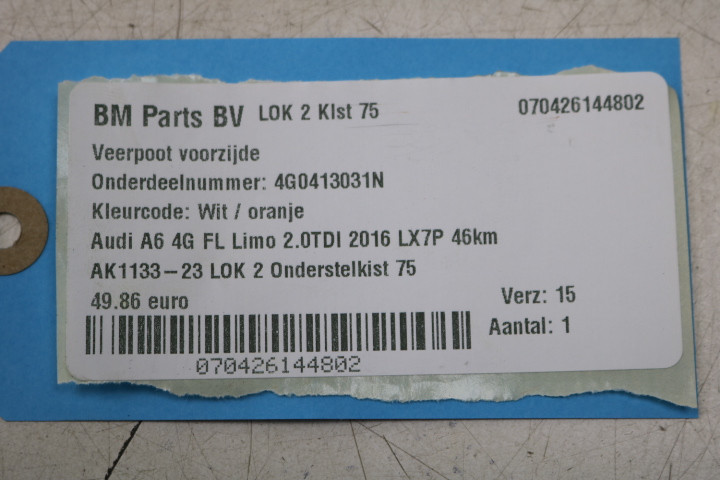 BM Parts BV LOK 2 Klst 75 070426144802
Veerpoot voorzijde
Onderdeelnummer: 4G0413031N
Kleurcode: Wit / oranje
Audi A6 4G FL Limo 2.0TDI 2016 LX7P 46km
AK1133-23 LOK 2 Onderstelkist 75
49.86 euro Verz: 15
Aantal: 1
070426144802